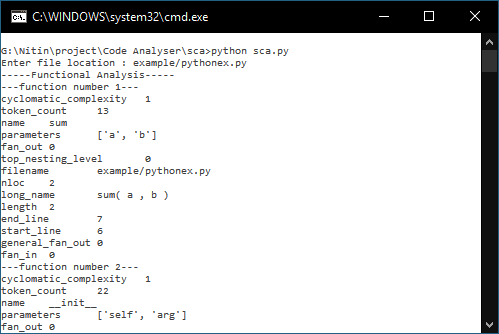 C:\WINDOWS\system32\cmd.exe
G:\Nitin\project\Code Analyser\sca>python sca.py
Enter file location : example/pythonex.py
-----Functional Analysis-----
---function number 1---
cyclomatic_complexity 1
token_count 13
name sum
parameters ['a', 'b']
fan_out 0
top_nesting_level 0
filename example/pythonex.py
nloc 2
long_name sum( a , b )
length 2
end_line 7
start_line 6
general_fan_out 0
fan_in 0
---function number 2---
cyclomatic_complexity 1
token_count 22
name __init__
parameters ['self', 'arg']
fan_out 0